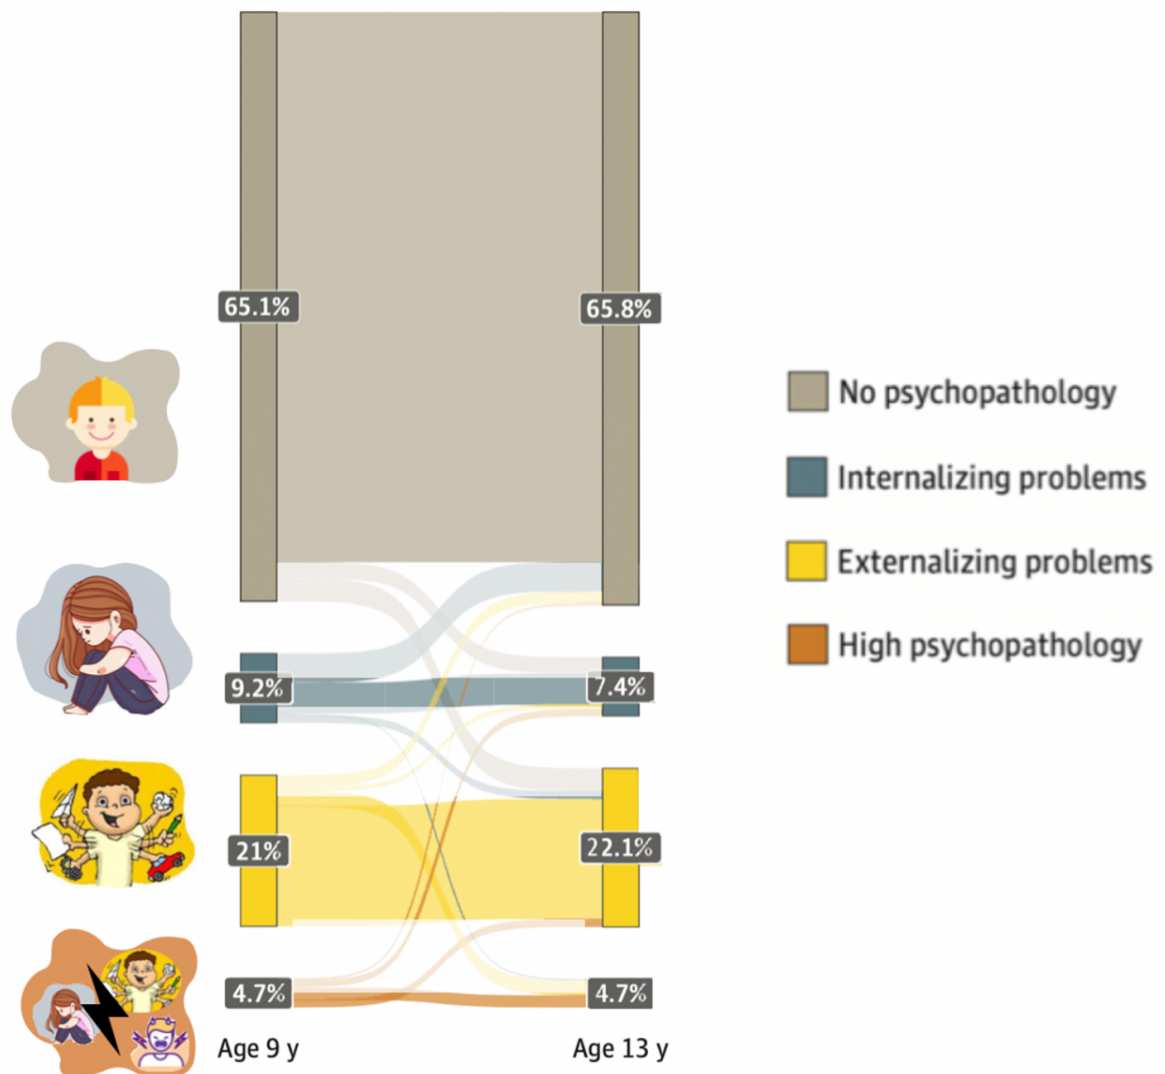 65.1%
65.8%
No psychopathology
Internalizing problems
Externalizing problems
High psychopathology
9.2%
7.4%
21%
22.1%
4.7%
4.7%
Age 9 y
Age 13 y